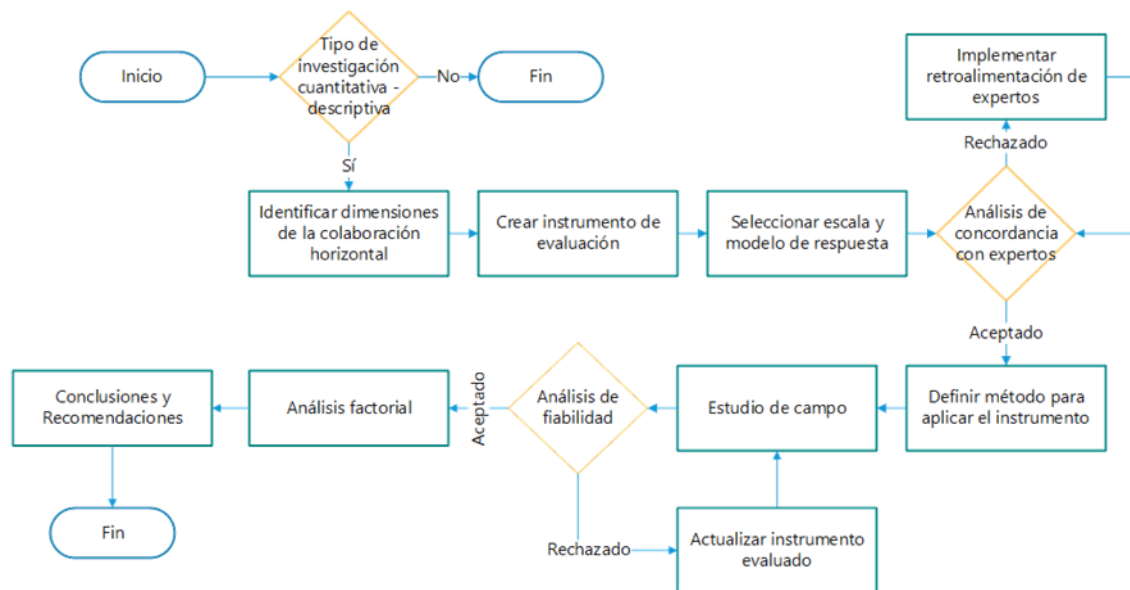 Inicio
Tipo de
investigación
cuantitativa -
descriptiva
No
Fin
Sí
Identificar dimensiones
de la colaboración
horizontal
Crear instrumento de
evaluación
Seleccionar escala y
modelo de respuesta
Análisis de
concordancia
con expertos
Rechazado
Implementar
retroalimentación de
expertos
Aceptado
Definir método para
aplicar el instrumento
Estudio de campo
Análisis de
fiabilidad
Rechazado
Actualizar instrumento
evaluado
Aceptado
Análisis factorial
Conclusiones y
Recomendaciones
Fin